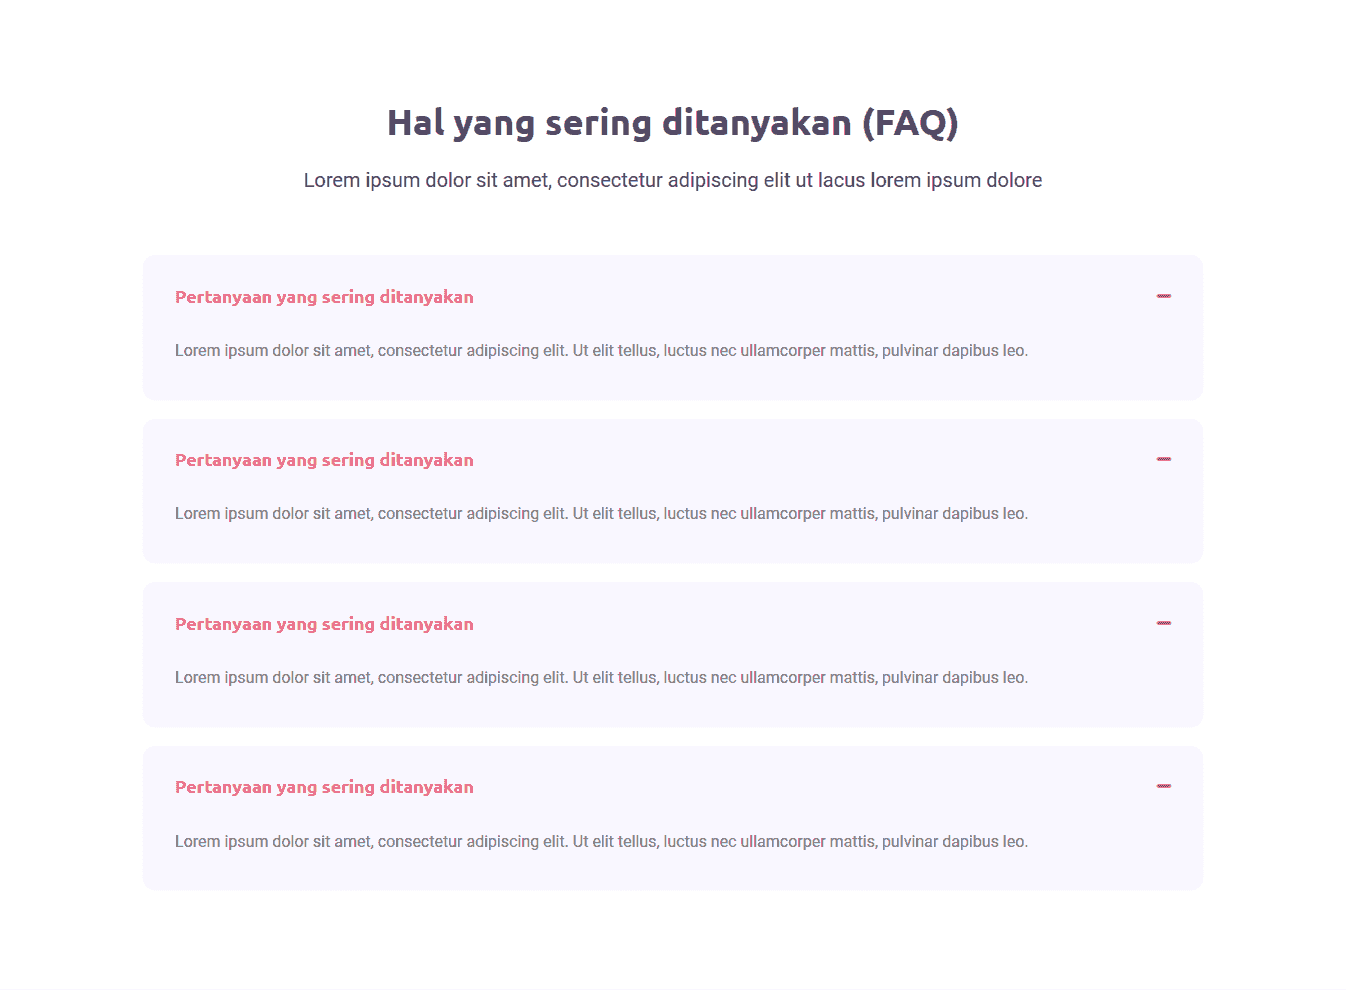 Hal yang sering ditanyakan (FAQ)
Lorem ipsum dolor sit amet, consectetur adipiscing elit ut lacus lorem ipsum dolore
Pertanyaan yang sering ditanyakan
Lorem ipsum dolor sit amet, consectetur adipiscing elit. Ut elit tellus, luctus nec ullamcorper mattis, pulvinar dapibus leo.
Pertanyaan yang sering ditanyakan
Lorem ipsum dolor sit amet, consectetur adipiscing elit. Ut elit tellus, luctus nec ullamcorper mattis, pulvinar dapibus leo.
Pertanyaan yang sering ditanyakan
Lorem ipsum dolor sit amet, consectetur adipiscing elit. Ut elit tellus, luctus nec ullamcorper mattis, pulvinar dapibus leo.
Pertanyaan yang sering ditanyakan
Lorem ipsum dolor sit amet, consectetur adipiscing elit. Ut elit tellus, luctus nec ullamcorper mattis, pulvinar dapibus leo.